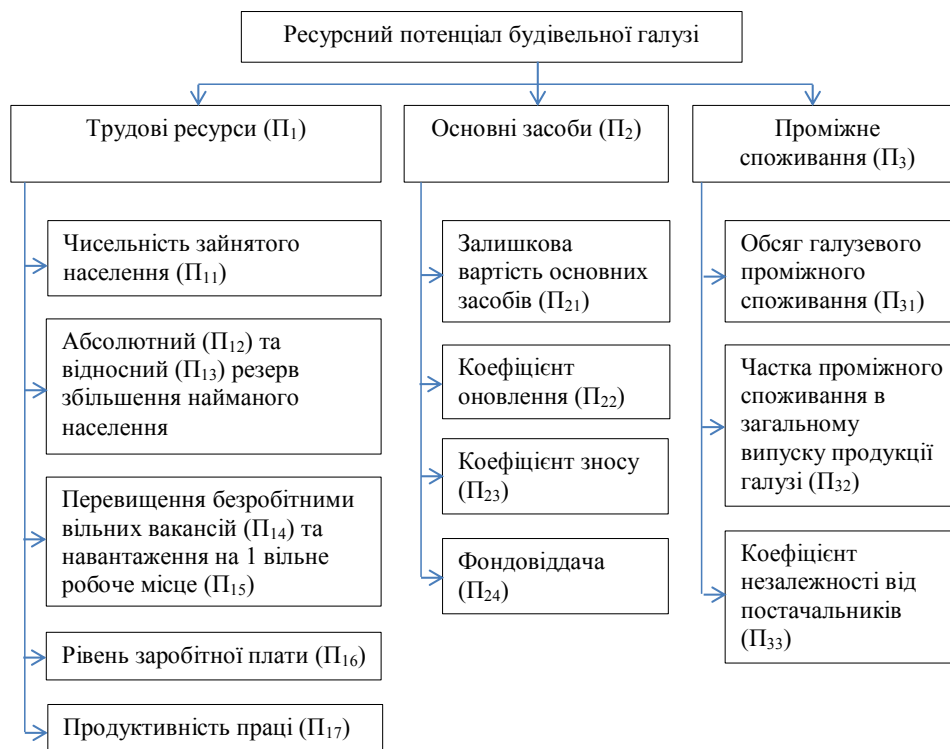 Ресурсний потенціал будівельної галузі
Трудові ресурси (П₁)
Чисельність зайнятого
населення (П₁₁)
Абсолютний (П₁₂) та
відносний (П₁₃) резерв
збільшення найманого
населення
Перевищення безробітними
вільних вакансій (П₁₄) та
навантаження на 1 вільне
робоче місце (П₁₅)
Рівень заробітної плати (П₁₆)
Продуктивність праці (П₁₇)
Основні засоби (П₂)
Залишкова
вартість основних
засобів (П₂₁)
Коефіцієнт
оновлення (П₂₂)
Коефіцієнт зносу
(П₂₃)
Фондовіддача
(П₂₄)
Проміжне
споживання (П₃)
Обсяг галузевого
проміжного
споживання (П₃₁)
Частка проміжного
споживання в
загальному
випуску продукції
галузі (П₃₂)
Коефіцієнт
незалежності від
постачальників
(П₃₃)